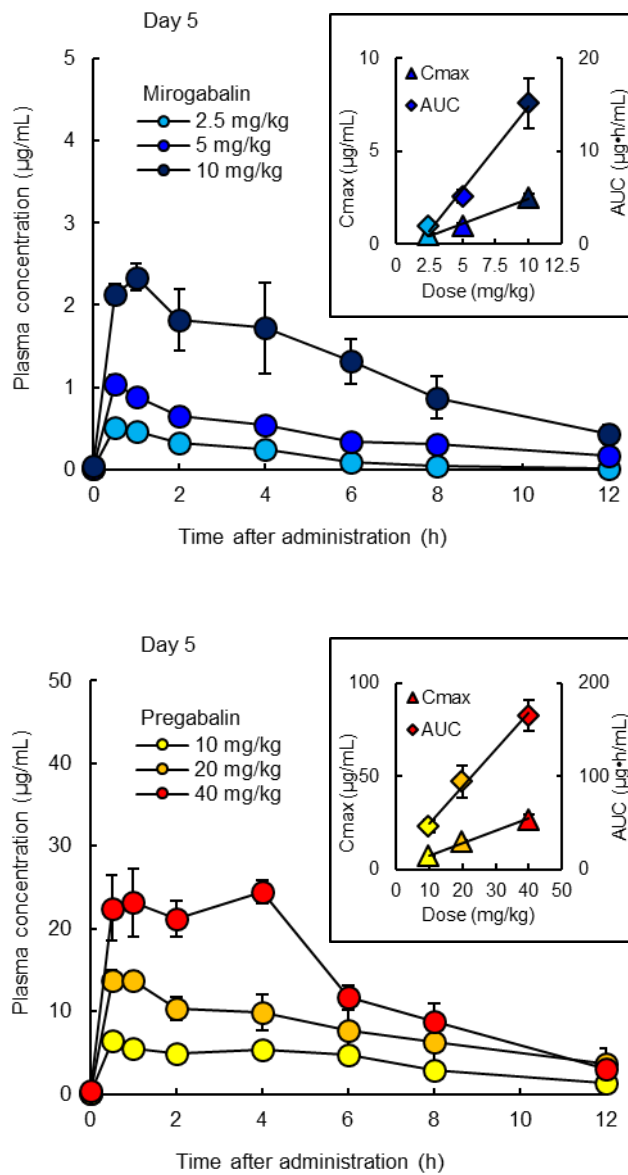 Day 5
Plasma concentration (μg/mL)
5
4
3
2
1
0
Mirogabalin
2.5 mg/kg
5 mg/kg
10 mg/kg
0 2 4 6 8 10 12
Time after administration (h)
Cmax (μg/mL)
10
5
0
Cmax
AUC
20
10
0
AUC (μg•h/mL)
0 2.5 5 7.5 10 12.5
Dose (mg/kg)
Day 5
Plasma concentration (μg/mL)
50
40
30
20
10
0
Pregabalin
10 mg/kg
20 mg/kg
40 mg/kg
0 2 4 6 8 10 12
Time after administration (h)
Cmax (μg/mL)
100
50
0
Cmax
AUC
200
100
0
AUC (μg•h/mL)
0 10 20 30 40 50
Dose (mg/kg)